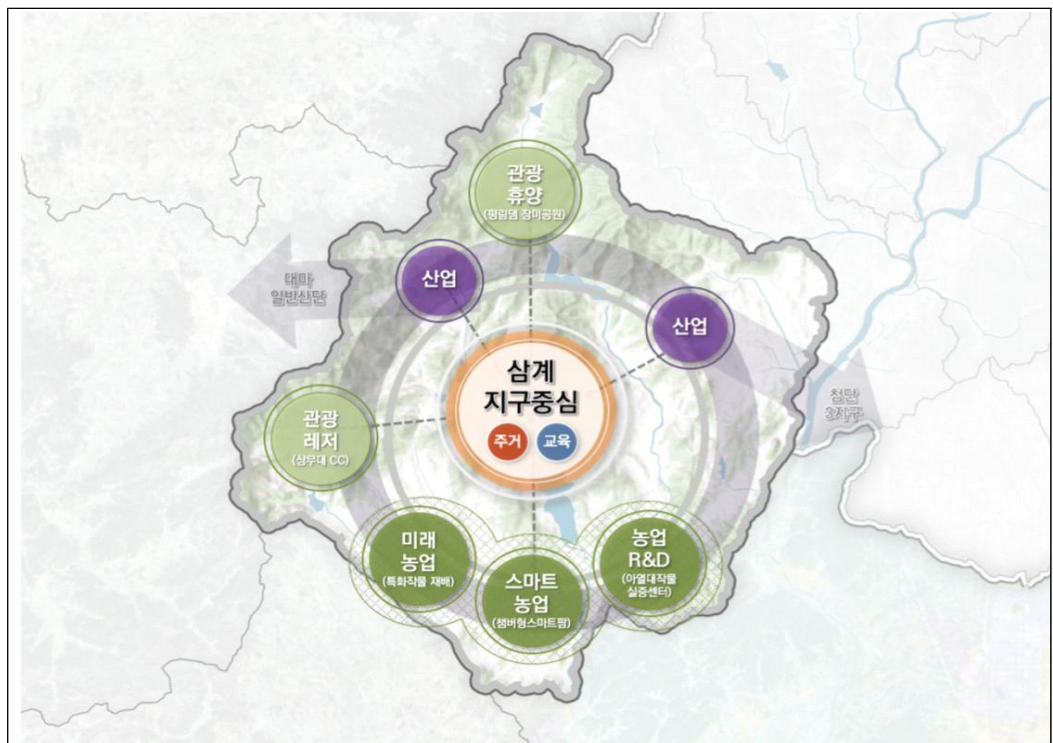 관광
휴양
(평림댐 장미공원)
산업
대마
일반산단
산업
삼계
지구중심
주거
교육
첨단
3지구
관광
레저
(상무대 CC)
미래
농업
(특화작물 재배)
스마트
농업
(챔버형스마트팜)
농업
R&D
(아열대작물
실증센터)